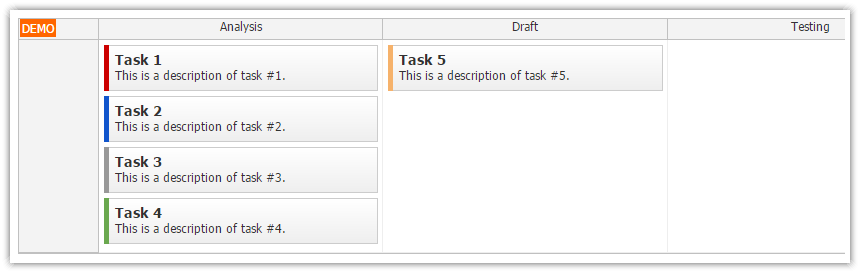 DEMO
Analysis
Draft
Testing
Task 1
This is a description of task #1.
Task 2
This is a description of task #2.
Task 3
This is a description of task #3.
Task 4
This is a description of task #4.
Task 5
This is a description of task #5.